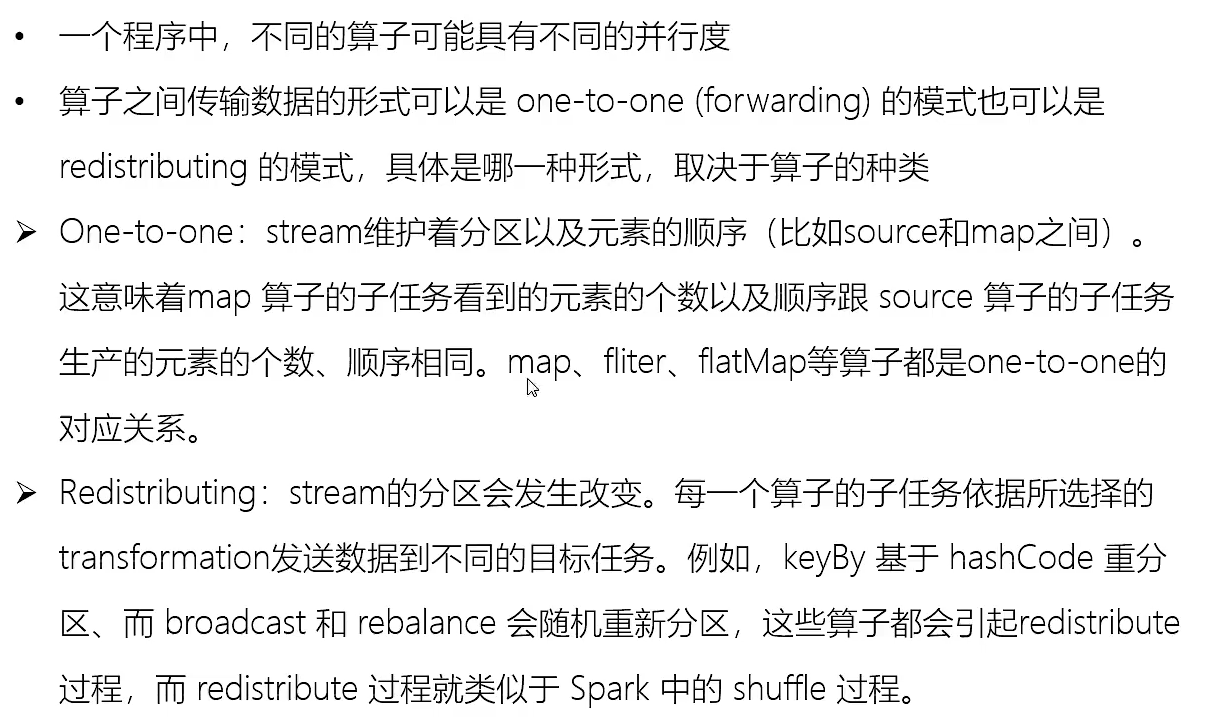 • 一个程序中，不同的算子可能具有不同的并行度
• 算子之间传输数据的形式可以是 one-to-one (forwarding) 的模式也可以是
redistributing 的模式，具体是哪一种形式，取决于算子的种类
➢ One-to-one：stream维护着分区以及元素的顺序（比如source和map之间）。
这意味着map 算子的子任务看到的元素的个数以及顺序跟 source 算子的子任务
生产的元素的个数、顺序相同。map、fliter、flatMap等算子都是one-to-one的
对应关系。
➢ Redistributing：stream的分区会发生改变。每一个算子的子任务依据所选择的
transformation发送数据到不同的目标任务。例如，keyBy 基于 hashCode 重分
区、而 broadcast 和 rebalance 会随机重新分区，这些算子都会引起redistribute
过程，而 redistribute 过程就类似于 Spark 中的 shuffle 过程。